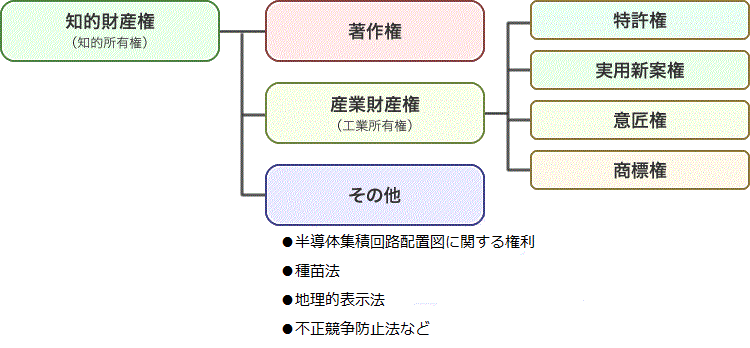 知的財産権
（知的所有権）
著作権
産業財産権
（工業所有権）
その他
特許権
実用新案権
意匠権
商標権
●半導体集積回路配置図に関する権利
●種苗法
●地理的表示法
●不正競争防止法など